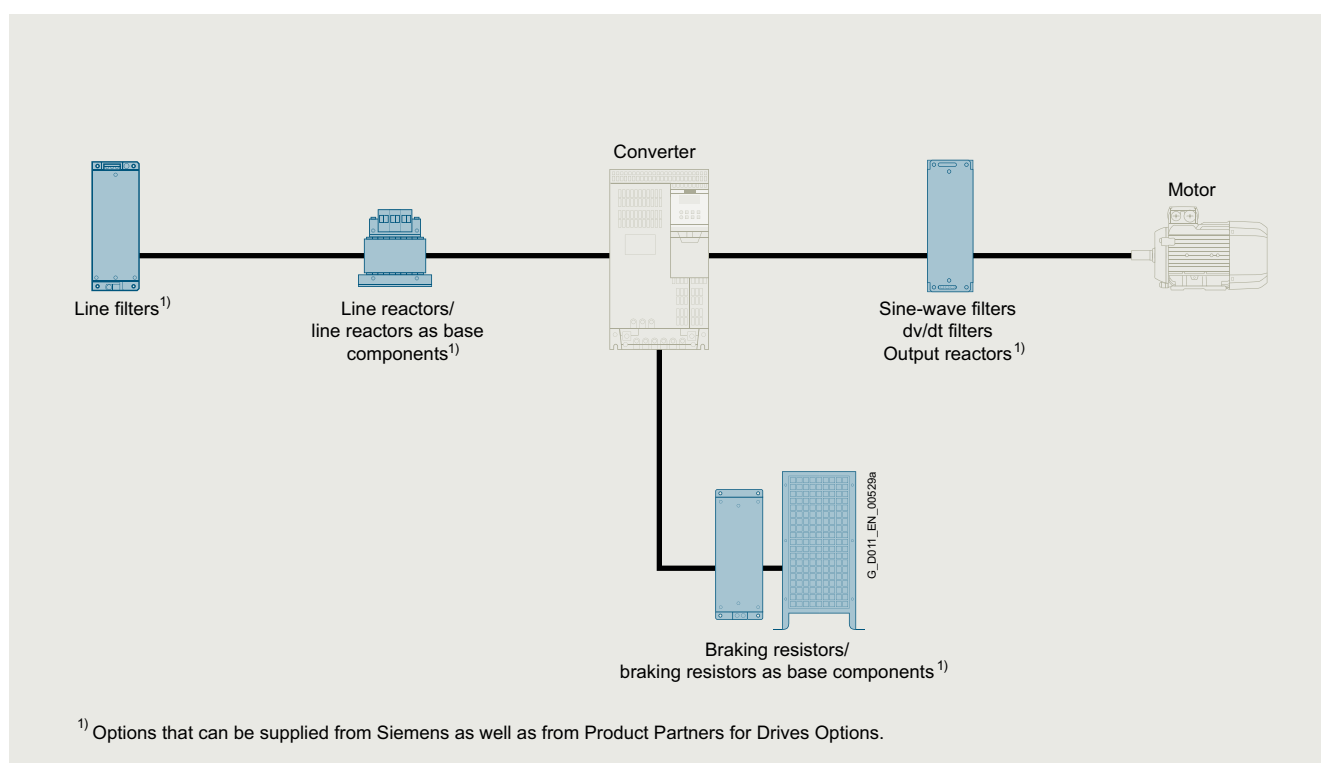 Converter
Motor
Line filters1)
Line reactors/
line reactors as base
components1)
Sine-wave filters
dv/dt filters
Output reactors1)
G_D011_EN_00529a
Braking resistors/
braking resistors as base components1)
1) Options that can be supplied from Siemens as well as from Product Partners for Drives Options.